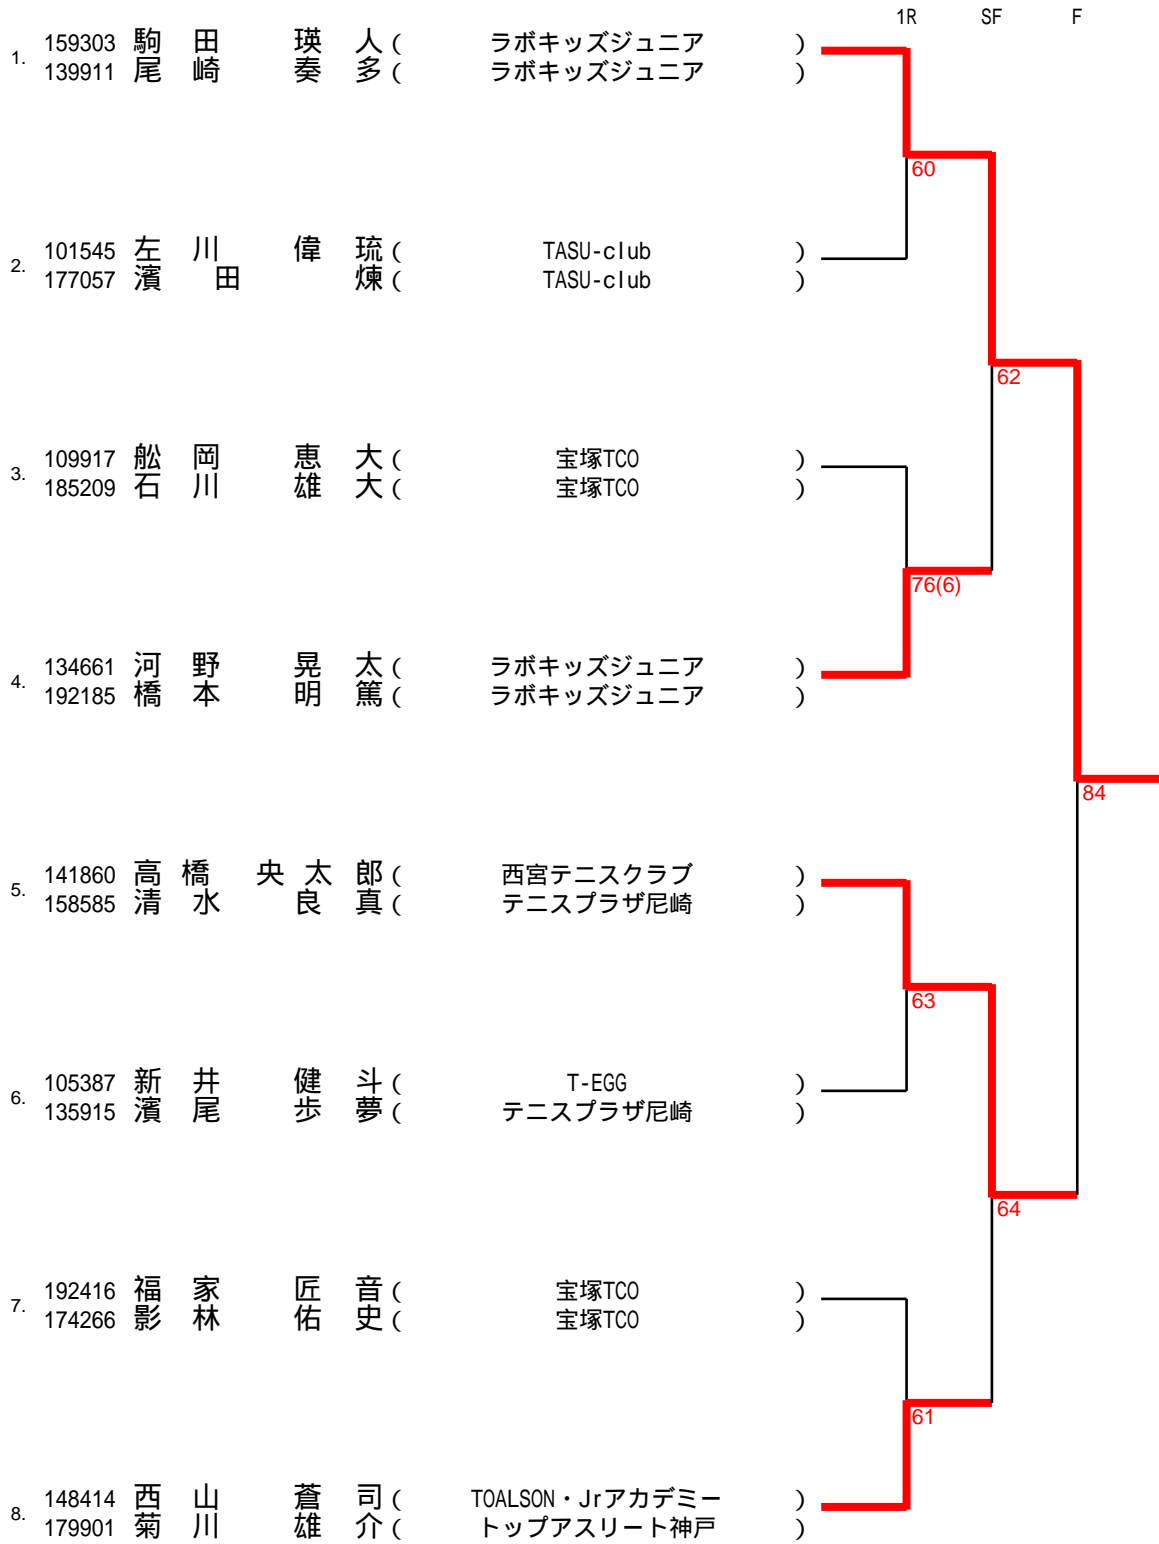 1R SF F
1. 159303 駒田 瑛人 ( ラボキッズジュニア )
139911 尾崎 奏多 ( ラボキッズジュニア )
60
2. 101545 左川 偉琉 ( TASU-club )
177057 濱田 煉 ( TASU-club )
62
3. 109917 舩岡 恵大 ( 宝塚TCO )
185209 石川 雄大 ( 宝塚TCO )
76(6)
4. 134661 河野 晃太 ( ラボキッズジュニア )
192185 橋本 明篤 ( ラボキッズジュニア )
84
5. 141860 高橋 央太郎 ( 西宮テニスクラブ )
158585 清水 良真 ( テニスプラザ尼崎 )
63
6. 105387 新井 健斗 ( T-EGG )
135915 濱尾 歩夢 ( テニスプラザ尼崎 )
64
7. 192416 福家 匠音 ( 宝塚TCO )
174266 影林 佑史 ( 宝塚TCO )
61
8. 148414 西山 蒼司 ( TOALSON・Jrアカデミー )
179901 菊川 雄介 ( トップアスリート神戸 )